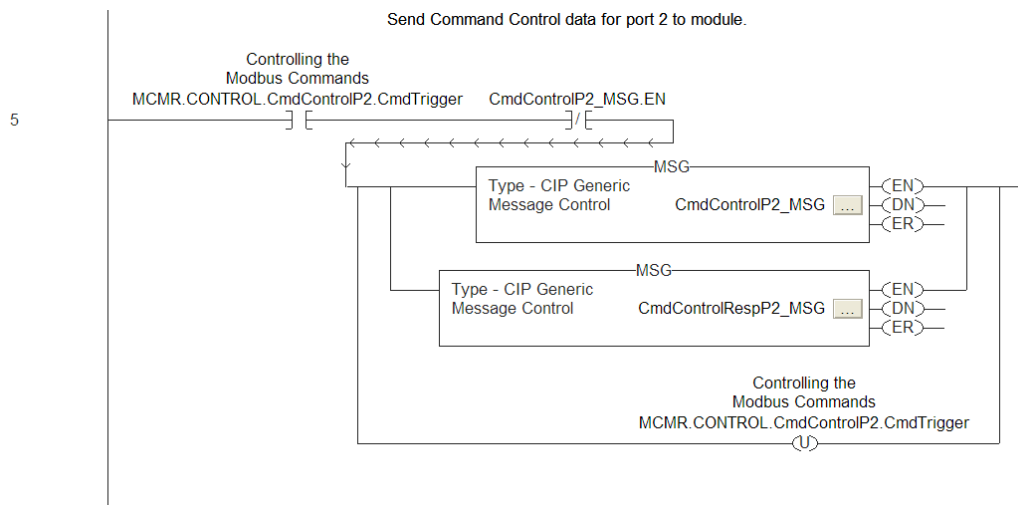 Send Command Control data for port 2 to module.
Controlling the
Modbus Commands
MCMR.CONTROL.CmdControlP2.CmdTrigger CmdControlP2_MSG.EN
5
/
MSG
Type - CIP Generic
Message Control CmdControlP2_MSG ...
EN
DN
ER
MSG
Type - CIP Generic
Message Control CmdControlRespP2_MSG ...
EN
DN
ER
Controlling the
Modbus Commands
MCMR.CONTROL.CmdControlP2.CmdTrigger
U